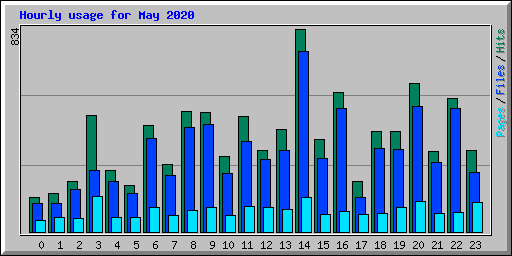 Hourly usage for May 2020
834
Pages / Files / Hits
0 1 2 3 4 5 6 7 8 9 10 11 12 13 14 15 16 17 18 19 20 21 22 23